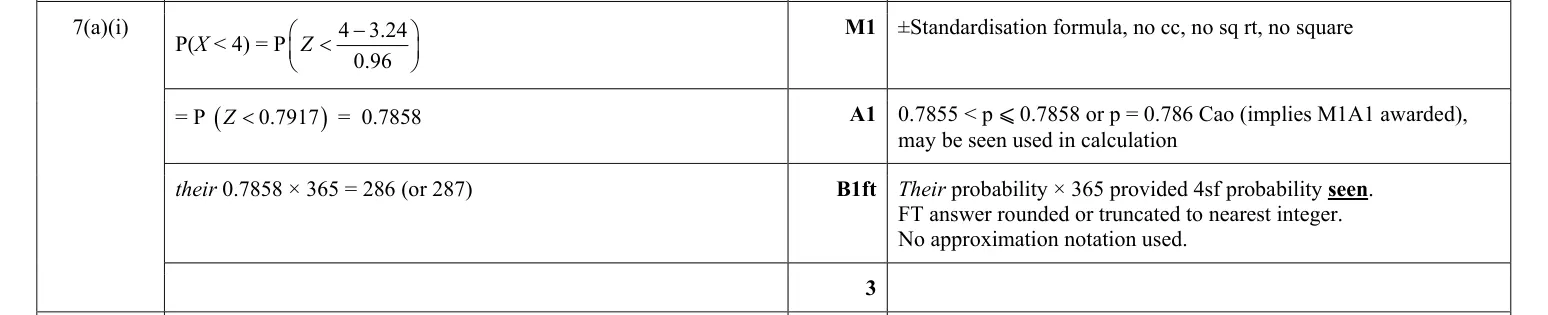 7(a)(i)
P(X < 4) = P(Z < (4 − 3.24)/0.96)
M1
±Standardisation formula, no cc, no sq rt, no square
= P (Z < 0.7917) = 0.7858
A1
0.7855 < p ⩽ 0.7858 or p = 0.786 Cao (implies M1A1 awarded),
may be seen used in calculation
their 0.7858 × 365 = 286 (or 287)
B1ft
Their probability × 365 provided 4sf probability seen.
FT answer rounded or truncated to nearest integer.
No approximation notation used.
3